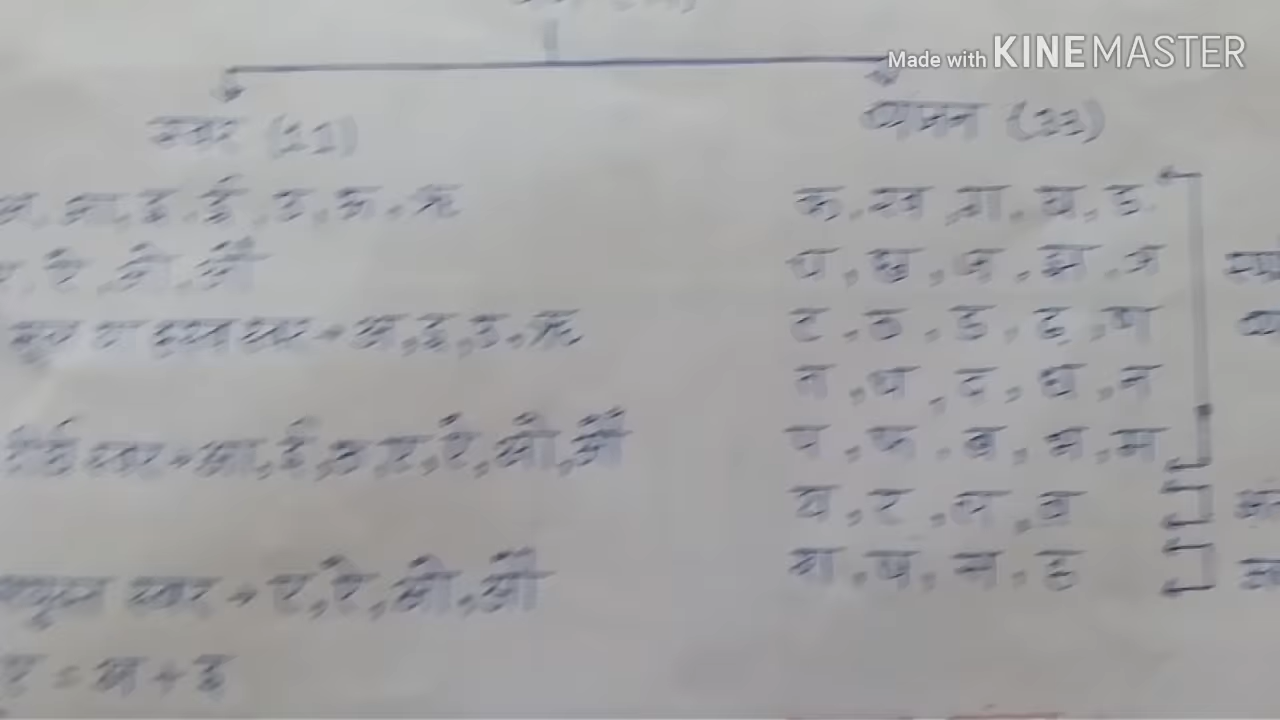 Made with KINEMASTER
स्वर (11)
अ, आ, इ, ई, उ, ऊ, ऋ
ए, ऐ, ओ, औ
मूल या ह्रस्व स्वर → अ, इ, उ, ऋ
दीर्घ स्वर → आ, ई, ऊ, ए, ऐ, ओ, औ
संयुक्त स्वर → ए, ऐ, ओ, औ
ए = अ + इ
व्यंजन (33)
क, ख, ग, घ, ङ
च, छ, ज, झ, ञ
ट, ठ, ड, ढ, ण
त, थ, द, ध, न
प, फ, ब, भ, म
य, र, ल, व
श, ष, स, ह